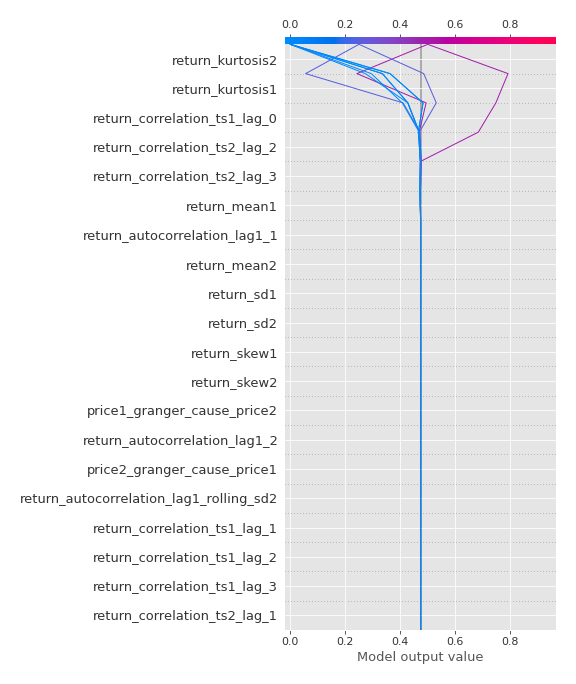 0.0 0.2 0.4 0.6 0.8
return_kurtosis2
return_kurtosis1
return_correlation_ts1_lag_0
return_correlation_ts2_lag_2
return_correlation_ts2_lag_3
return_mean1
return_autocorrelation_lag1_1
return_mean2
return_sd1
return_sd2
return_skew1
return_skew2
price1_granger_cause_price2
return_autocorrelation_lag1_2
price2_granger_cause_price1
return_autocorrelation_lag1_rolling_sd2
return_correlation_ts1_lag_1
return_correlation_ts1_lag_2
return_correlation_ts1_lag_3
return_correlation_ts2_lag_1
0.0 0.2 0.4 0.6 0.8
Model output value